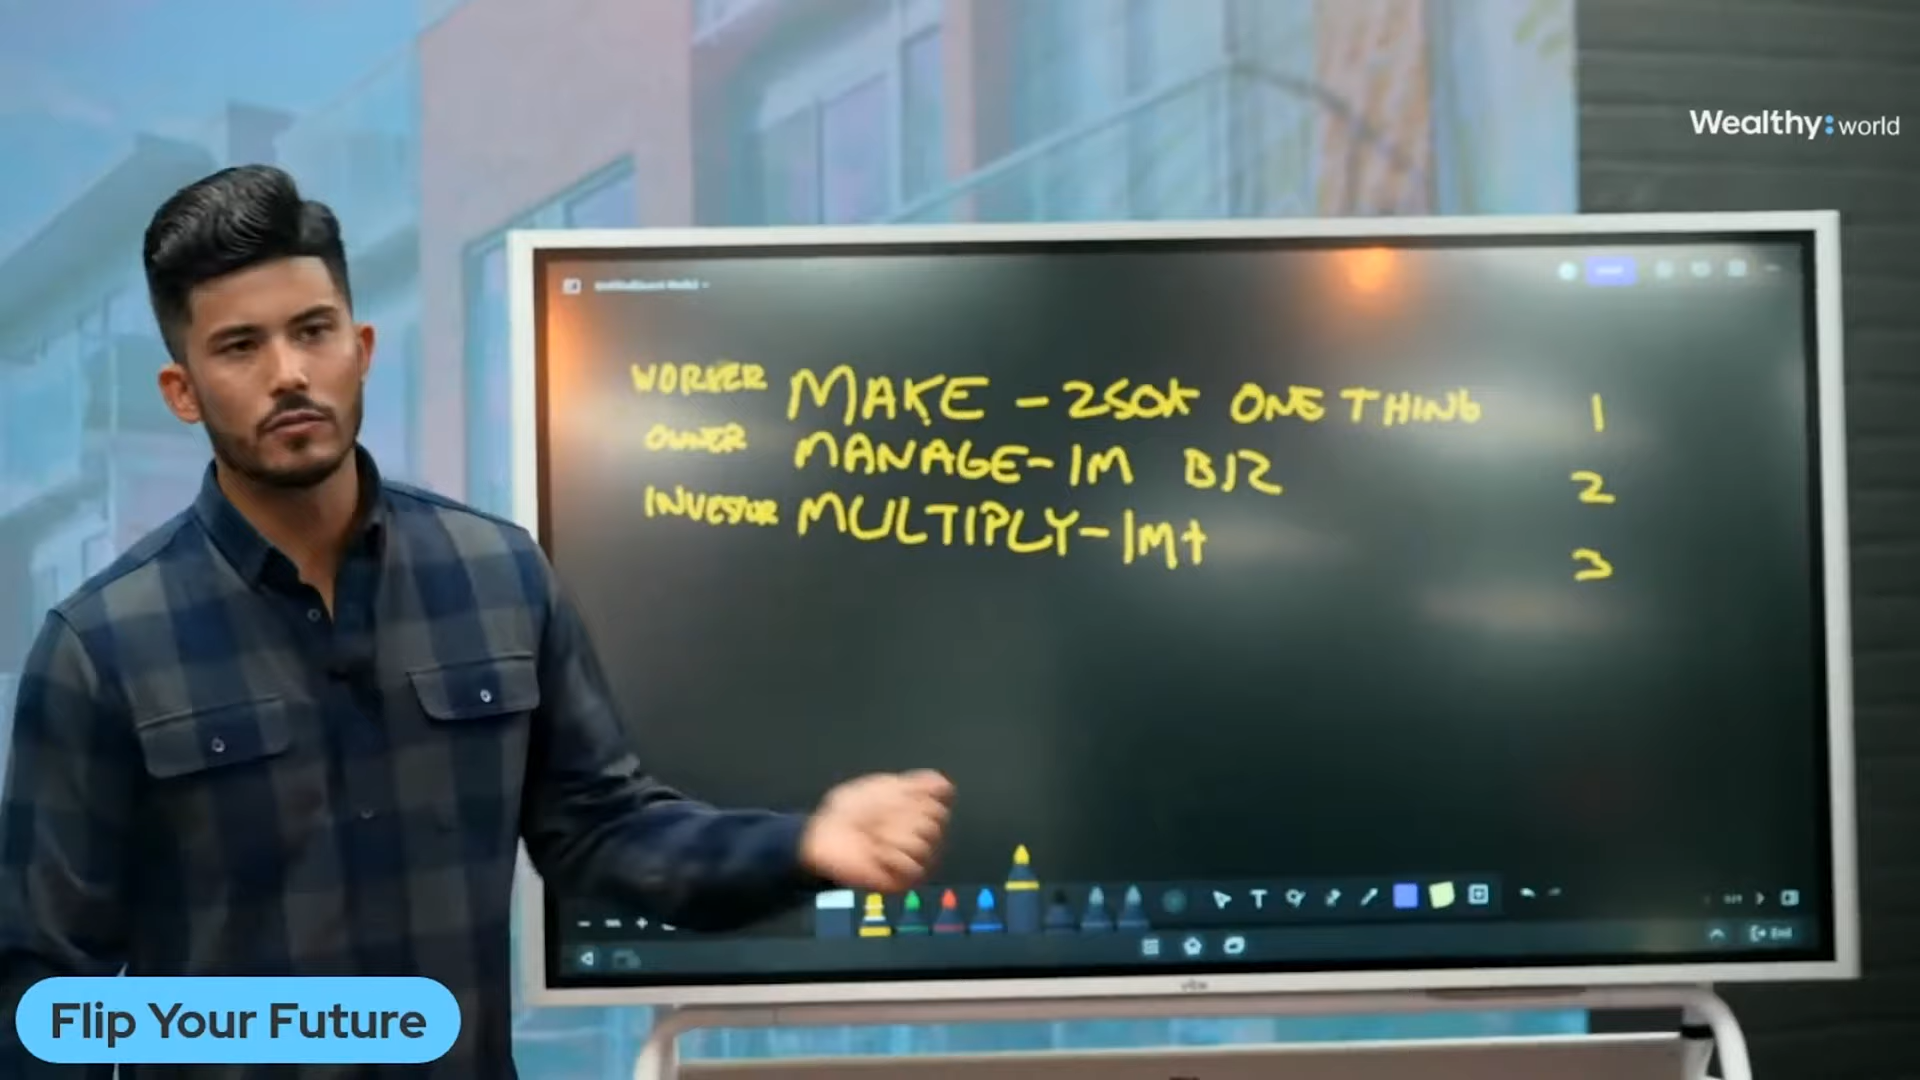 Wealthy:world
WORKER MAKE - 250K ONE THING 1
OWNER MANAGE - 1M BIZ 2
INVESTOR MULTIPLY - 1M+ 3
End
Flip Your Future